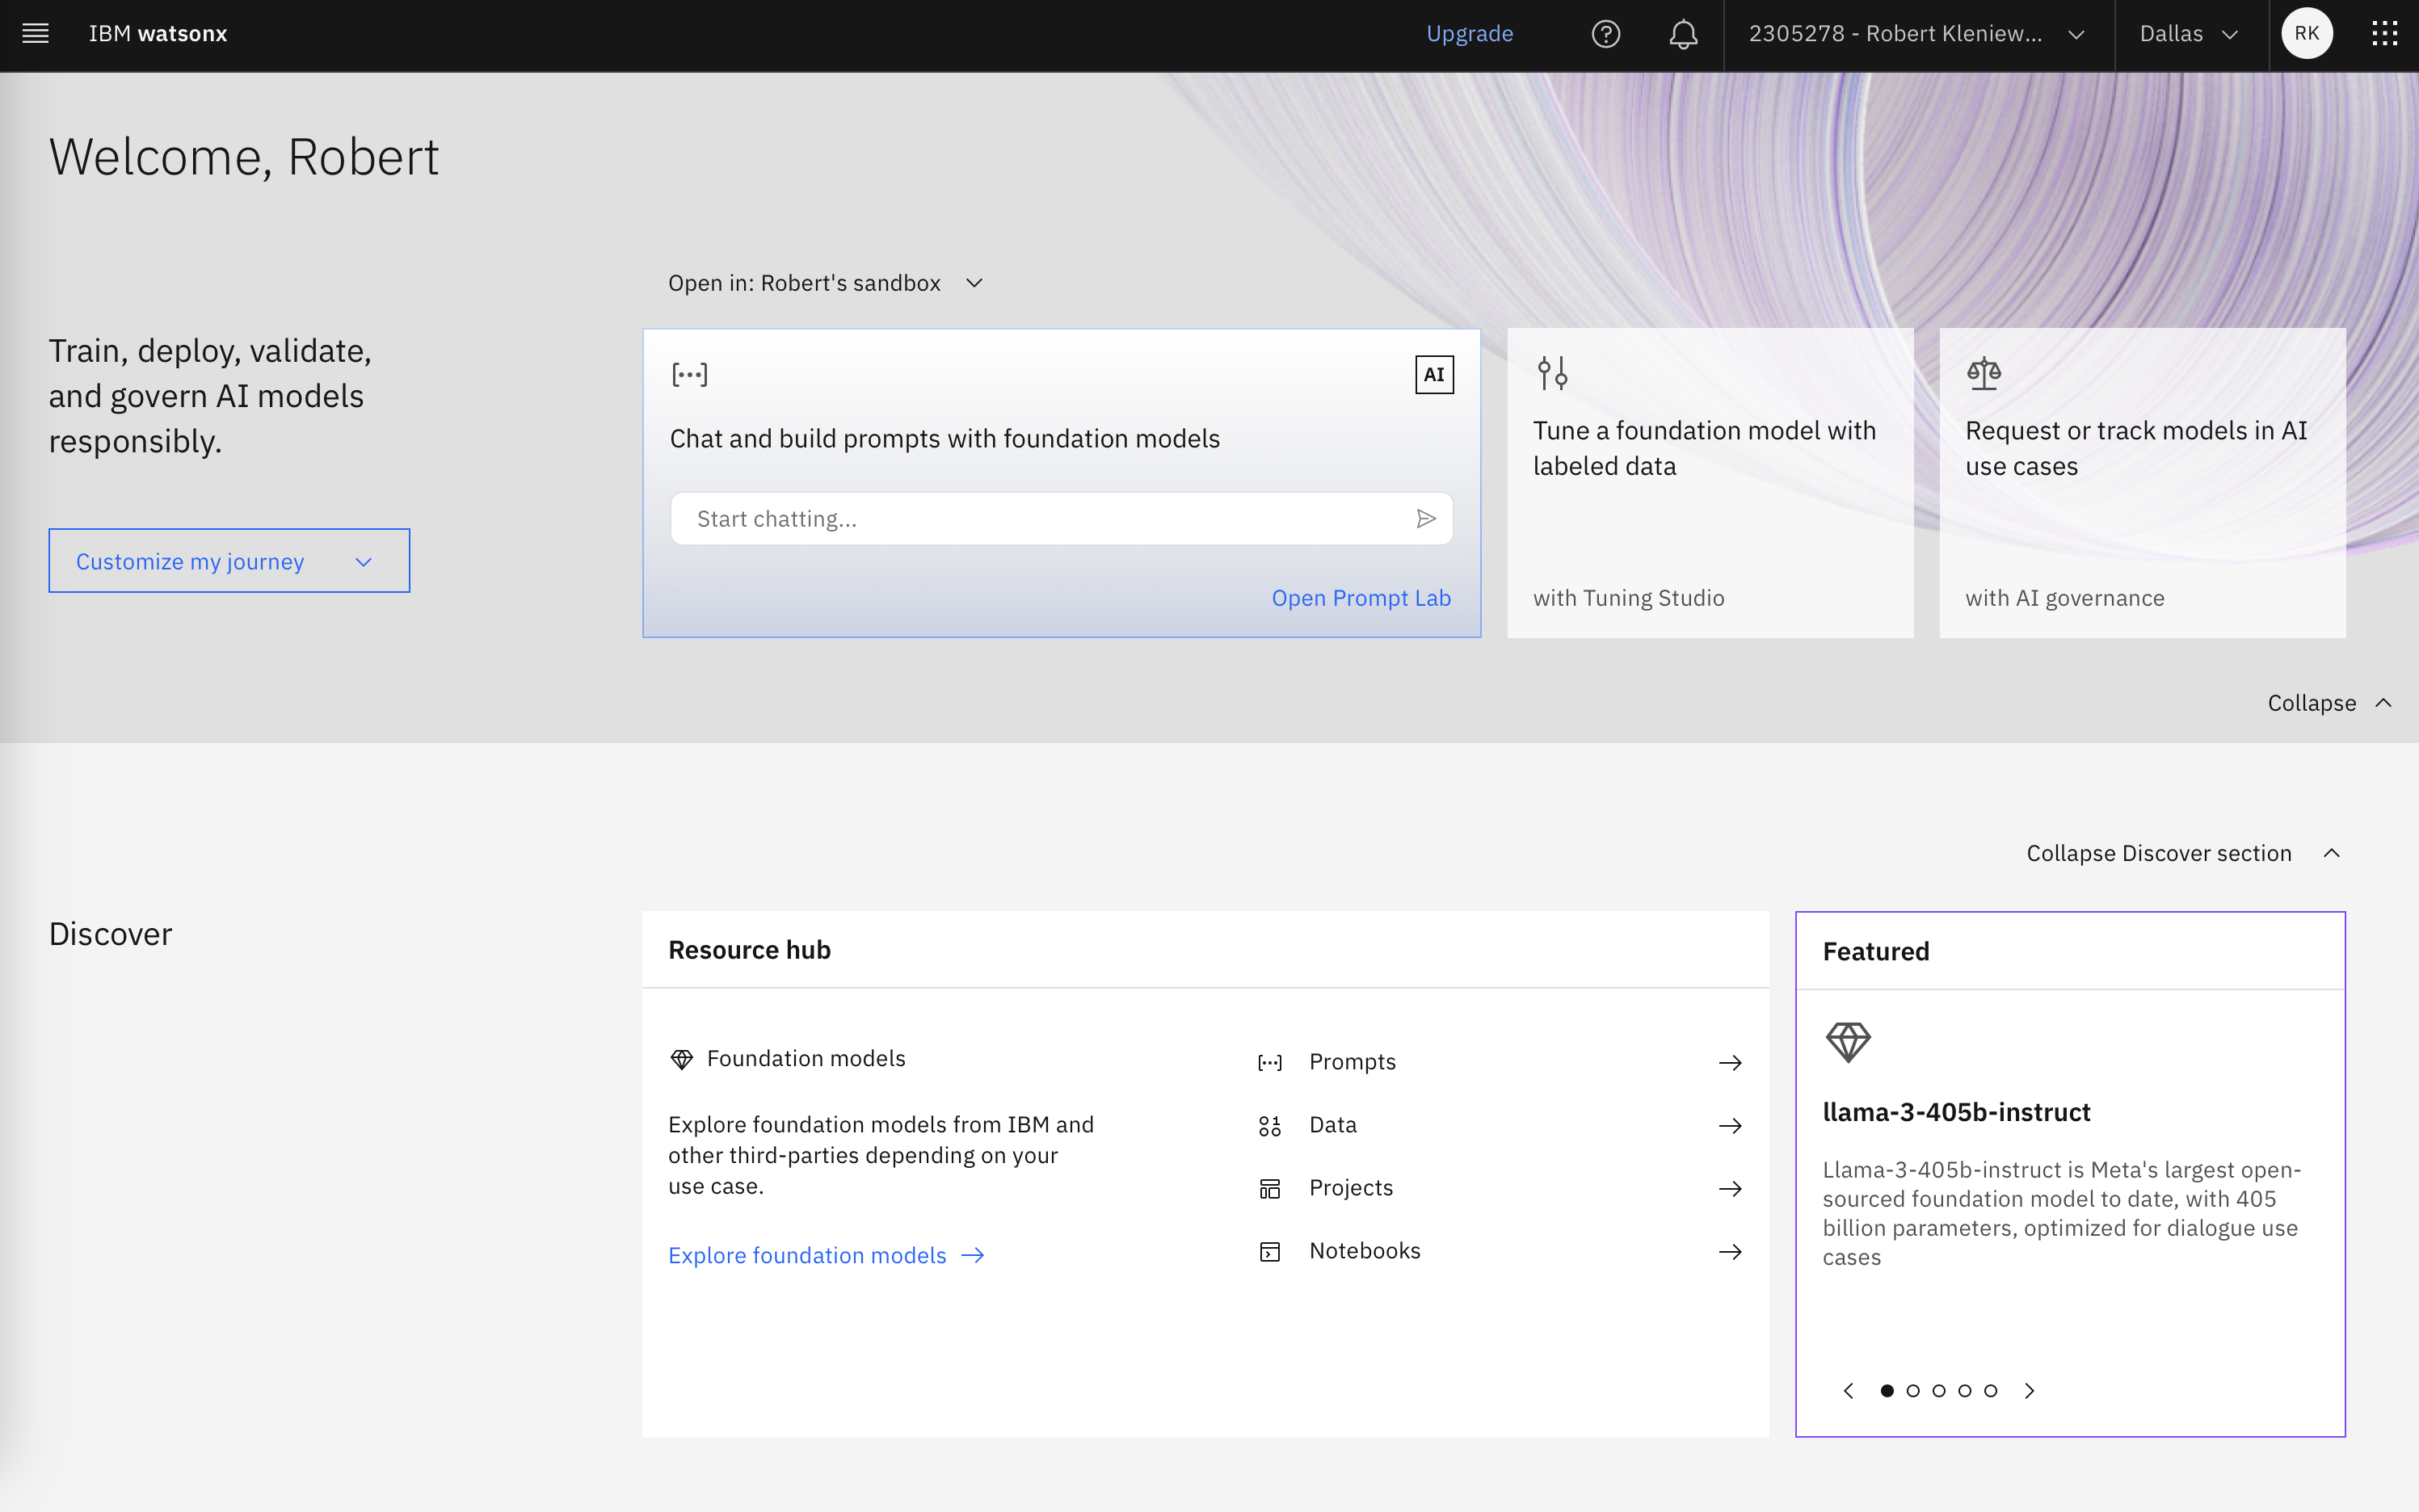 IBM watsonx
Upgrade
2305278 - Robert Kleniew...
Dallas
RK
Welcome, Robert
Open in: Robert's sandbox
Train, deploy, validate,
and govern AI models
responsibly.
Customize my journey
AI
Chat and build prompts with foundation models
Start chatting...
Open Prompt Lab
Tune a foundation model with
labeled data
with Tuning Studio
Request or track models in AI
use cases
with AI governance
Collapse
Collapse Discover section
Discover
Resource hub
Foundation models
Explore foundation models from IBM and
other third-parties depending on your
use case.
Explore foundation models
Prompts
Data
Projects
Notebooks
Featured
llama-3-405b-instruct
Llama-3-405b-instruct is Meta's largest open-
sourced foundation model to date, with 405
billion parameters, optimized for dialogue use
cases